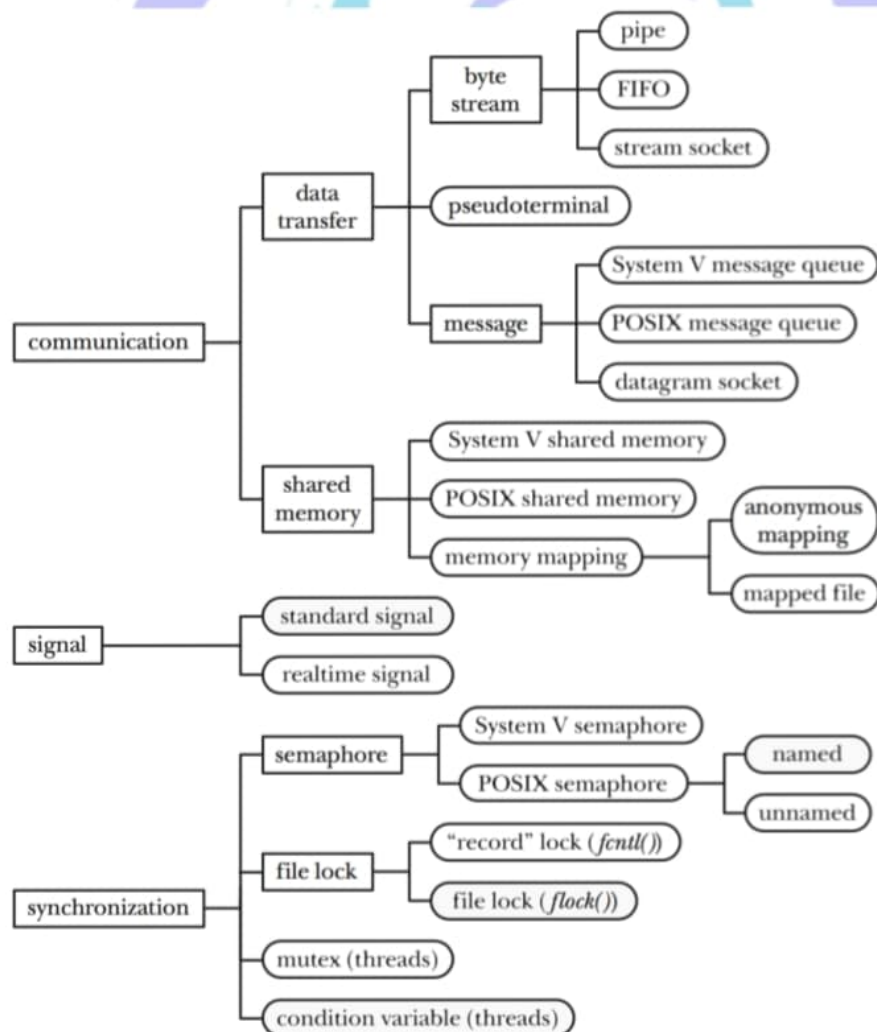 pipe
byte
stream
FIFO
stream socket
data
transfer
pseudoterminal
System V message queue
message
POSIX message queue
communication
datagram socket
System V shared memory
shared
memory
POSIX shared memory
anonymous
mapping
memory mapping
mapped file
standard signal
signal
realtime signal
System V semaphore
semaphore
named
POSIX semaphore
unnamed
"record" lock (fcntl())
file lock
file lock (flock())
synchronization
mutex (threads)
condition variable (threads)